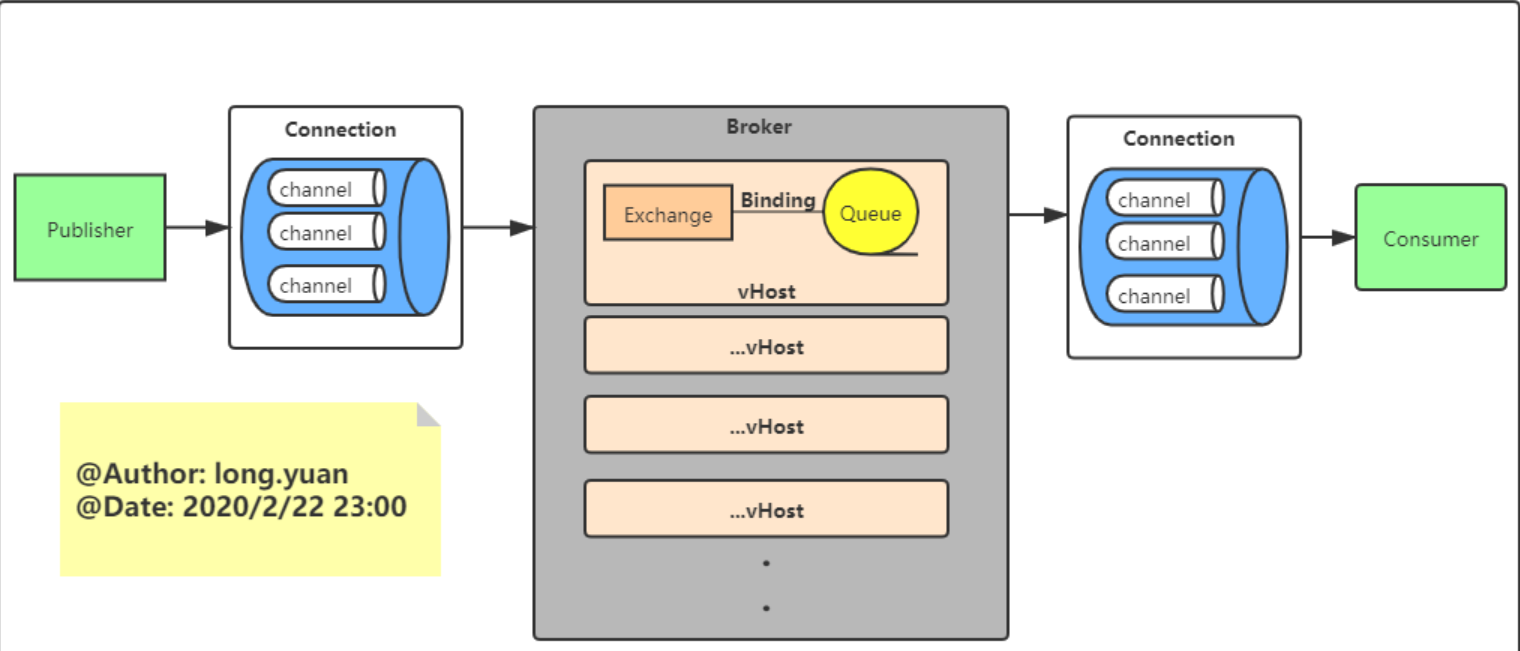 Publisher
Connection
channel
channel
channel
Broker
Exchange
Binding
Queue
vHost
...vHost
...vHost
...vHost
Connection
channel
channel
channel
Consumer
@Author: long.yuan
@Date: 2020/2/22 23:00